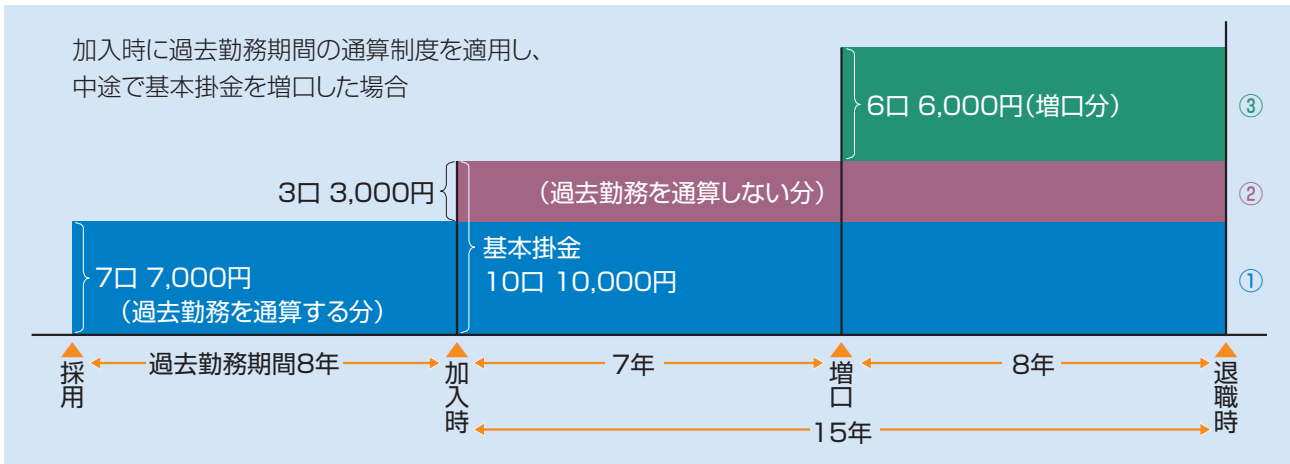 加入時に過去勤務期間の通算制度を適用し、
中途で基本掛金を増口した場合
6口 6,000円（増口分）
③
3口 3,000円
（過去勤務を通算しない分）
②
7口 7,000円
（過去勤務を通算する分）
基本掛金
10口 10,000円
①
採用
過去勤務期間8年
加入時
7年
増口
8年
退職時
15年